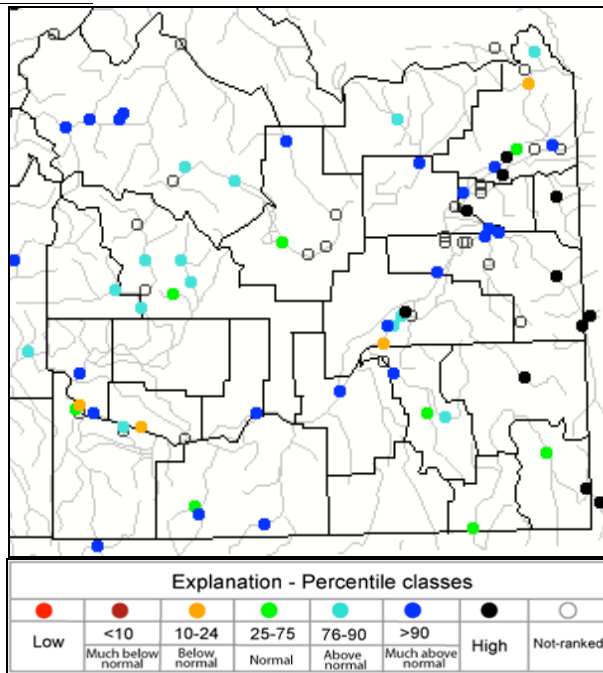 Explanation - Percentile classes
Low <10 10-24 25-75 76-90 >90 High Not-ranked
Much below normal Below normal Normal Above normal Much above normal